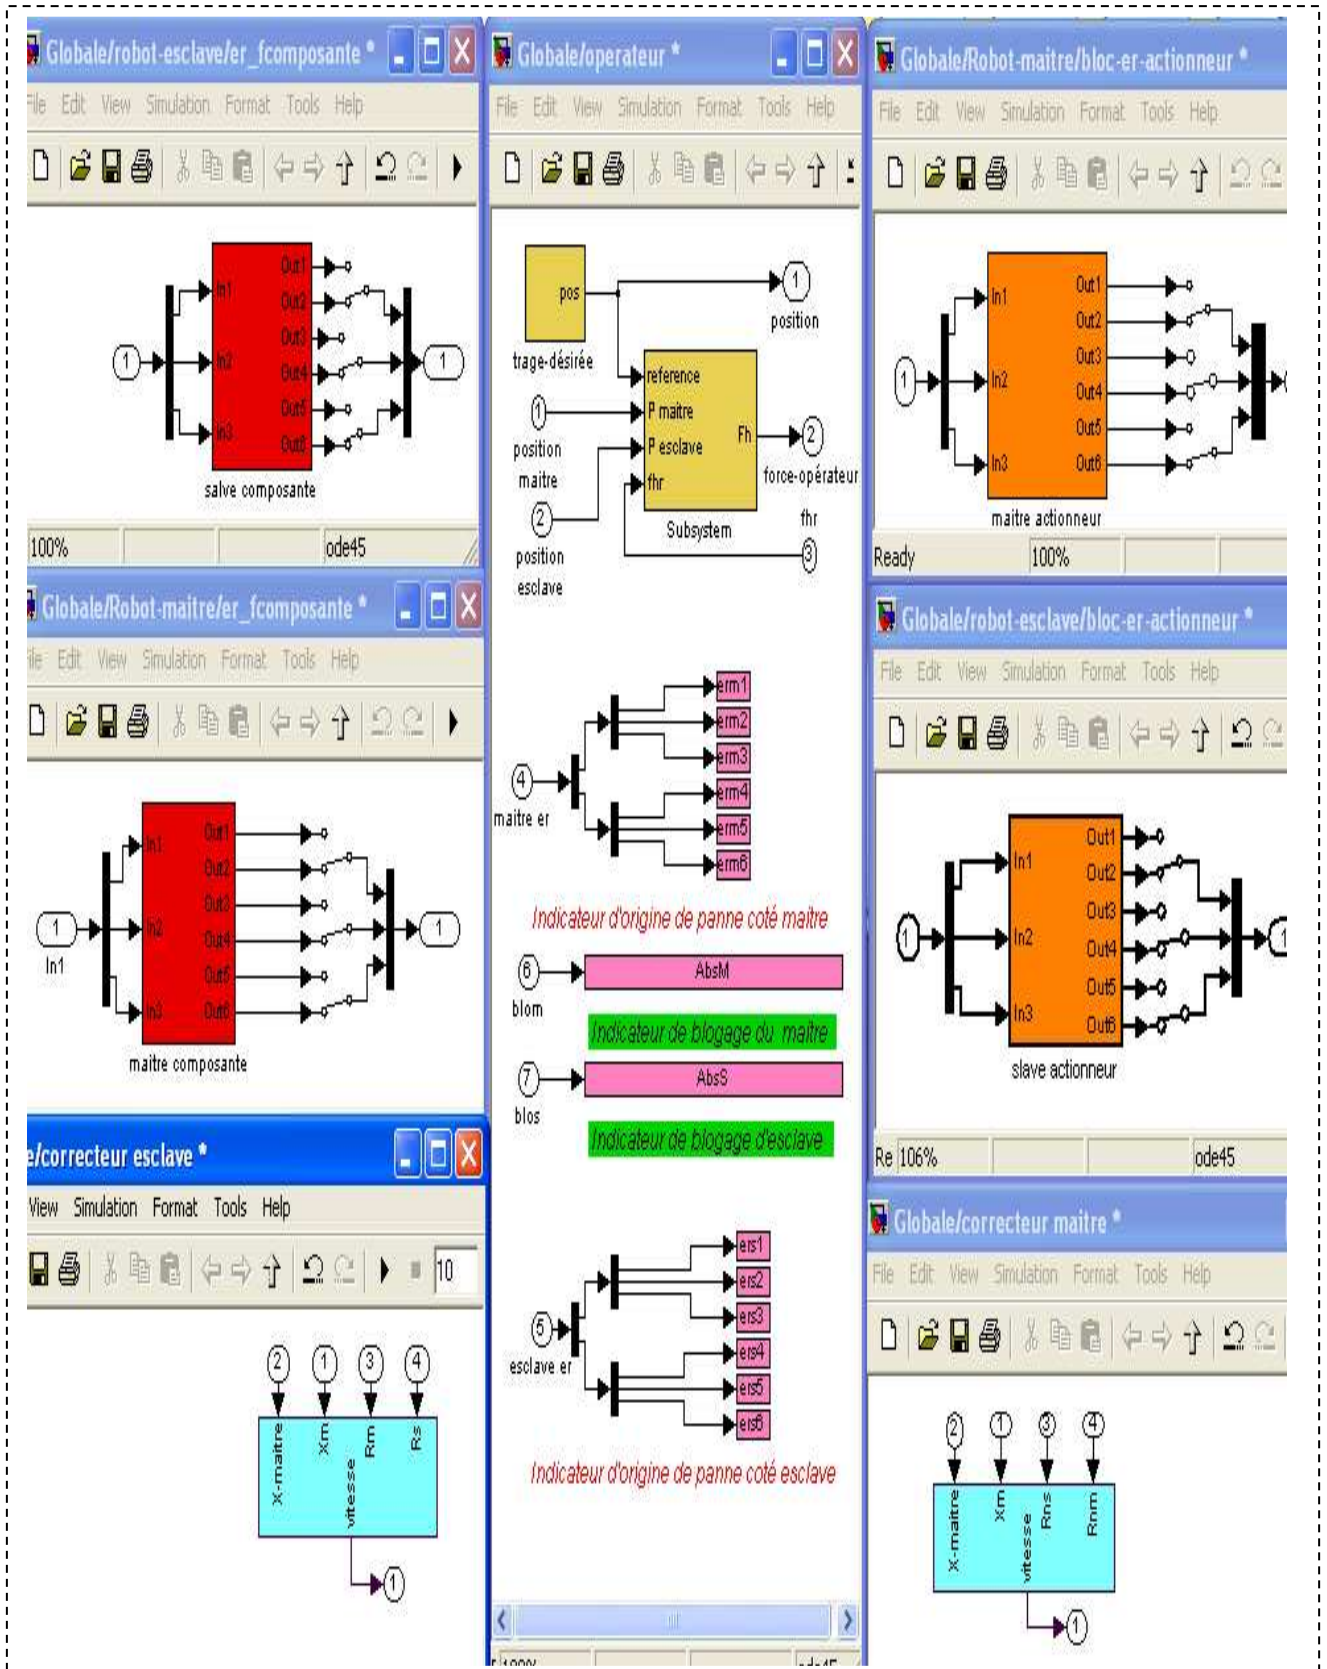 Globale/robot-esclave/er_fcomposante *
File Edit View Simulation Format Tools Help
Out1
In1
Out2
Out3
1
In2
Out4
1
Out5
In3
Out6
salve composante
100%
ode45
Globale/Robot-maitre/er_fcomposante *
File Edit View Simulation Format Tools Help
In1
Out1
Out2
Out3
1
In2
Out4
1
In1
Out5
In3
Out6
maitre composante
e/correcteur esclave *
View Simulation Format Tools Help
10
2
1
3
4
X-maitre
Xm
Rm
Rs
vitesse
1
Globale/operateur *
File Edit View Simulation Format Tools Help
pos
1
position
trage-désirée
reference
1
P maitre
position
maitre
P esclave
Fh
2
force-opérateur
fhr
2
Subsystem
position
esclave
fhr
3
erm1
erm2
erm3
4
maitre er
erm4
erm5
erm6
Indicateur d'origine de panne coté maitre
6
AbsM
blom
Indicateur de blogage du maitre
7
AbsS
blos
Indicateur de blogage d'esclave
ers1
ers2
ers3
5
esclave er
ers4
ers5
ers6
Indicateur d'origine de panne coté esclave
Globale/Robot-maitre/bloc-er-actionneur *
File Edit View Simulation Format Tools Help
In1
Out1
Out2
Out3
1
In2
Out4
Out5
In3
Out6
maitre actionneur
Ready
100%
Globale/robot-esclave/bloc-er-actionneur *
File Edit View Simulation Format Tools Help
In1
Out1
Out2
Out3
1
In2
Out4
1
Out5
In3
Out6
slave actionneur
Re 106%
ode45
Globale/correcteur maitre *
File Edit View Simulation Format Tools Help
2
1
3
4
X-maitre
Xm
Rns
Rnm
vitesse
1